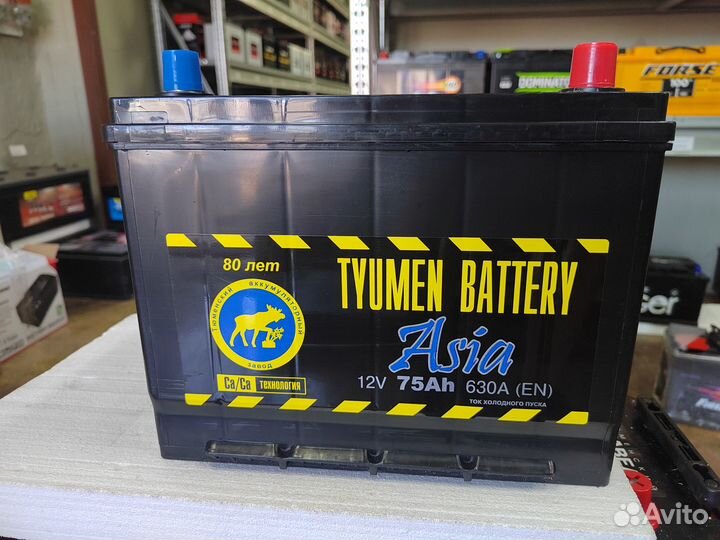 DOMINATOR
FORSE
80 лет
TYUMEN BATTERY
Тюменский аккумуляторный завод
Asia
Ca/Ca технология
12V 75Ah 630A (EN)
ТОК ХОЛОДНОГО ПУСКА
Avito